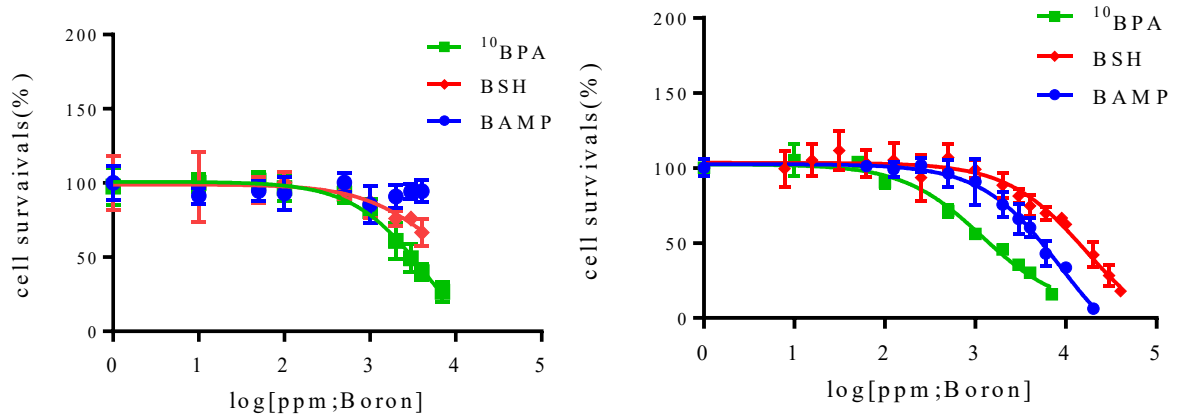 200
150
100
50
0
cell survaivals(%)
0 1 2 3 4 5
log[ppm;Boron]
10BPA
BSH
BAMP
200
150
100
50
0
cell survivals(%)
0 1 2 3 4 5
log[ppm;Boron]
10BPA
BSH
BAMP